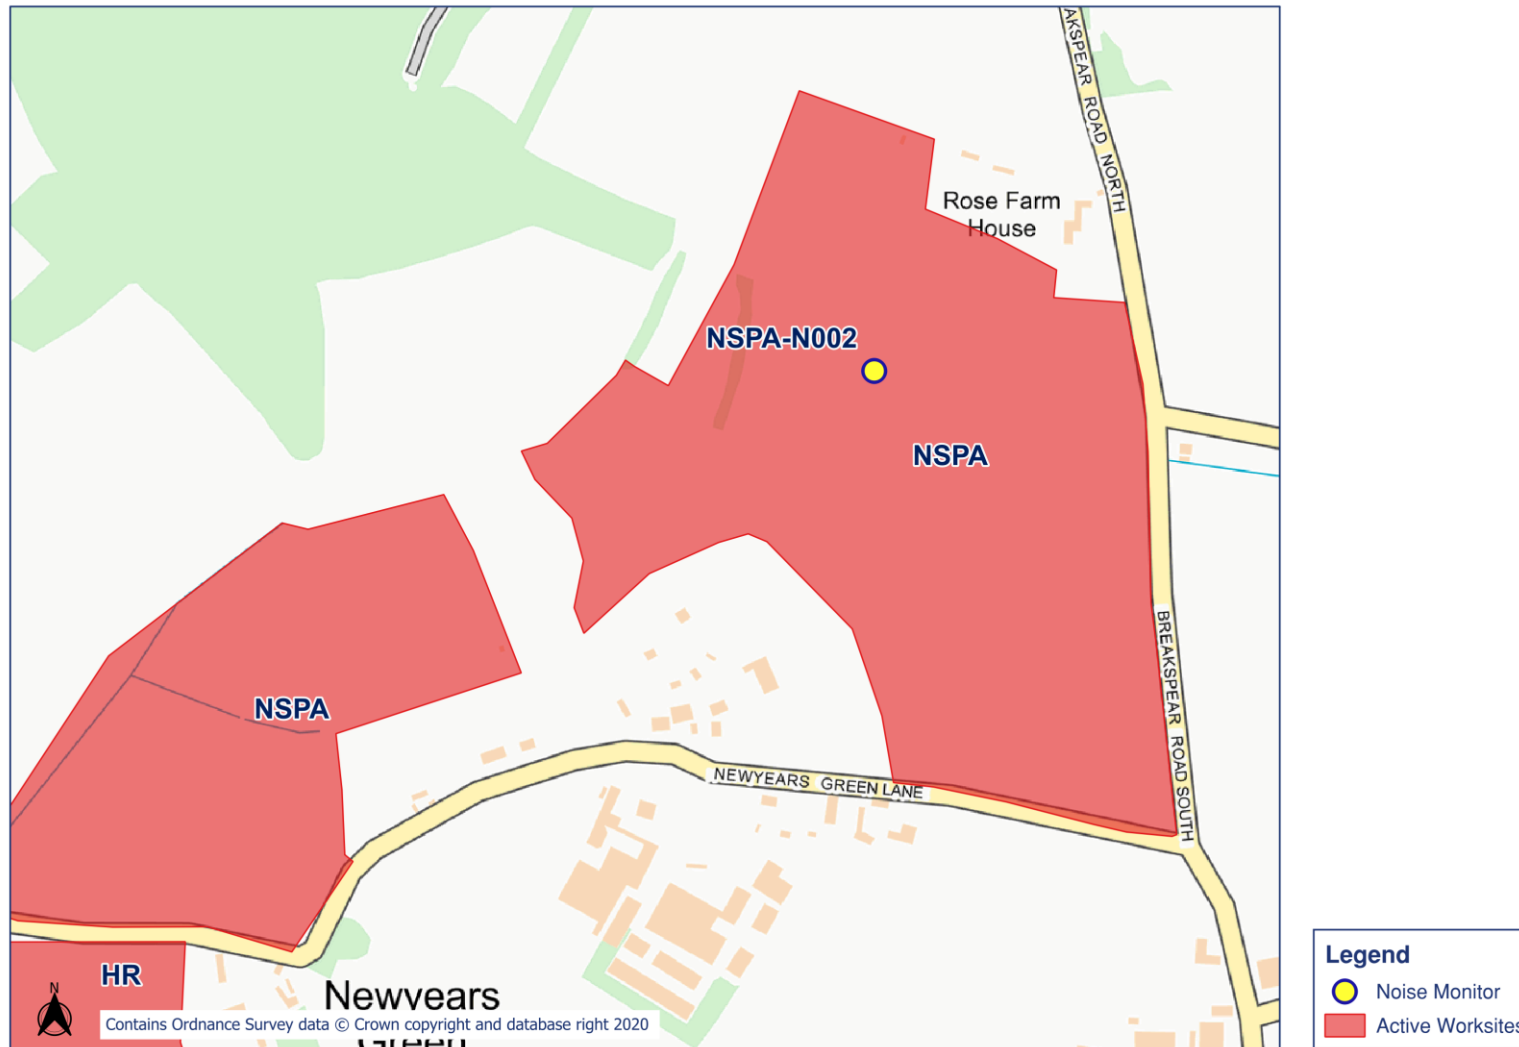 AKSPEAR ROAD NORTH
Rose Farm
House
NSPA-N002
NSPA
BREAKSPEAR ROAD SOUTH
NSPA
NEWYEARS GREEN LANE
HR
N
Newyears
Green
Contains Ordnance Survey data © Crown copyright and database right 2020
Legend
Noise Monitor
Active Worksites